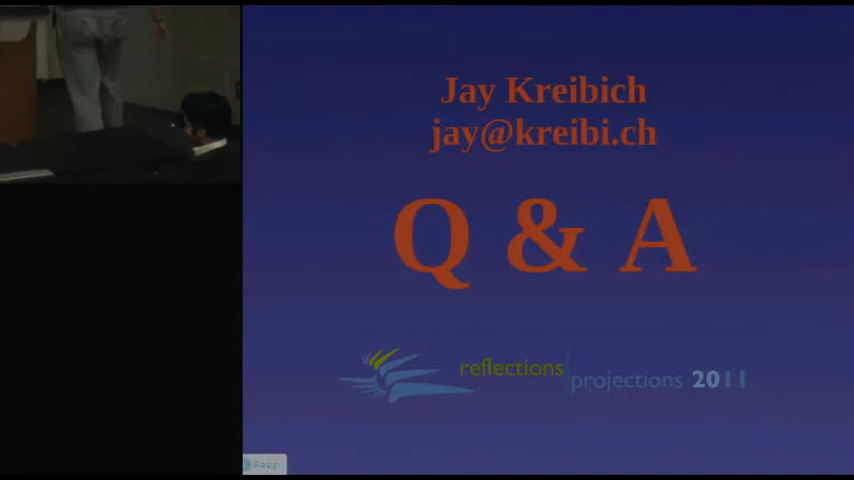 Jay Kreibich
jay@kreibi.ch
Q & A
reflections
projections 2011